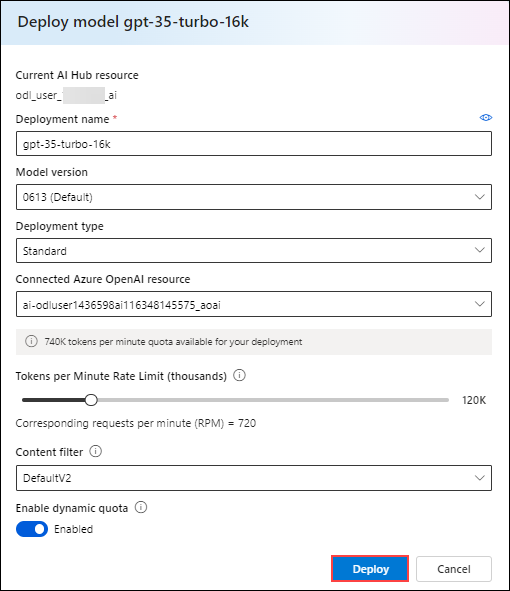 Deploy model gpt-35-turbo-16k
Current AI Hub resource
odl_user_ _ai
Deployment name *
gpt-35-turbo-16k
Model version
0613 (Default)
Deployment type
Standard
Connected Azure OpenAI resource
ai-odluser1436598ai116348145575_aoai
740K tokens per minute quota available for your deployment
Tokens per Minute Rate Limit (thousands)
120K
Corresponding requests per minute (RPM) = 720
Content filter
DefaultV2
Enable dynamic quota
Enabled
Deploy Cancel